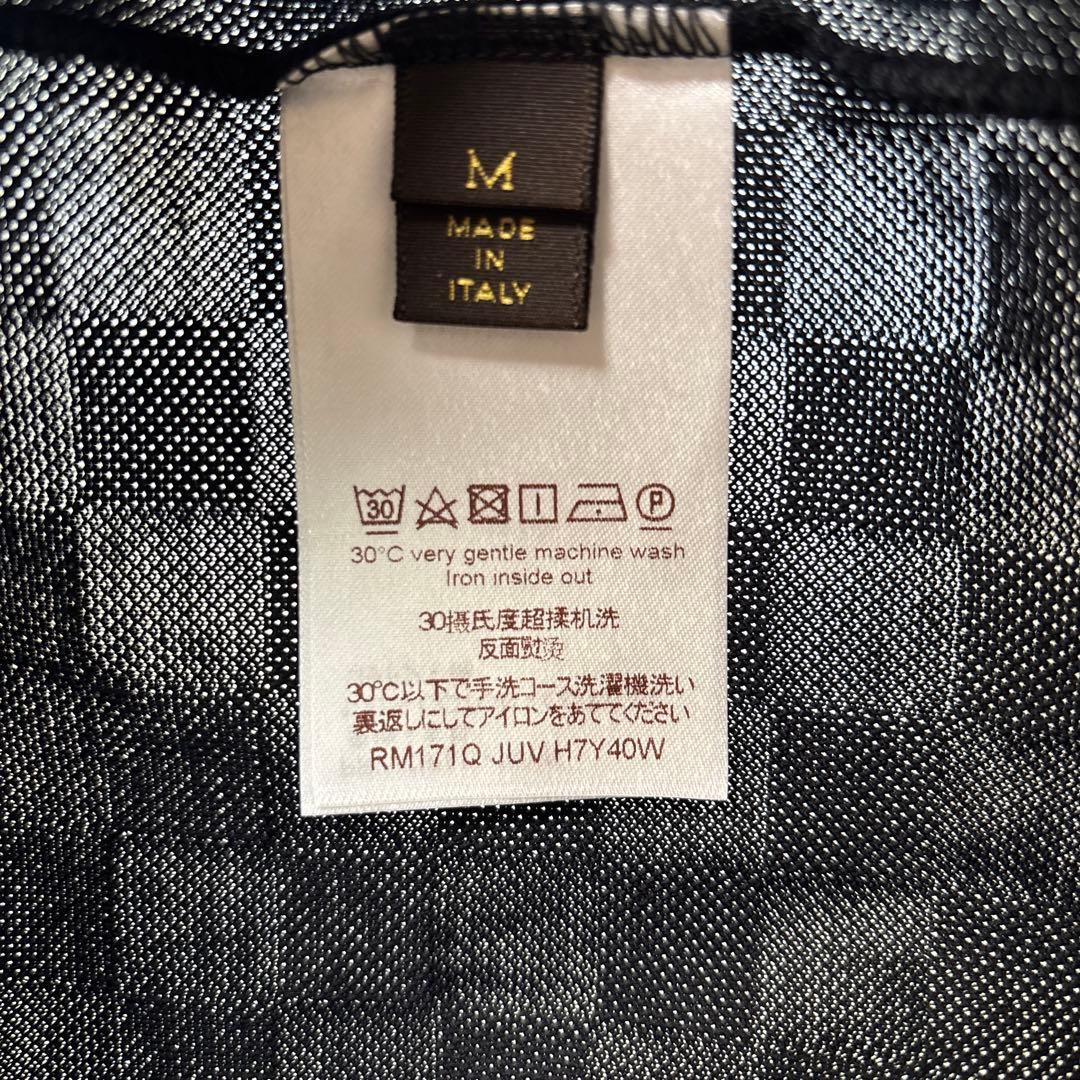 M
MADE
IN
ITALY
30
P
30°C very gentle machine wash
Iron inside out
30摄氏度超揉机洗
反面熨烫
30℃以下で手洗コース洗濯機洗い
裏返しにしてアイロンをあててください
RM171Q JUV H7Y40W